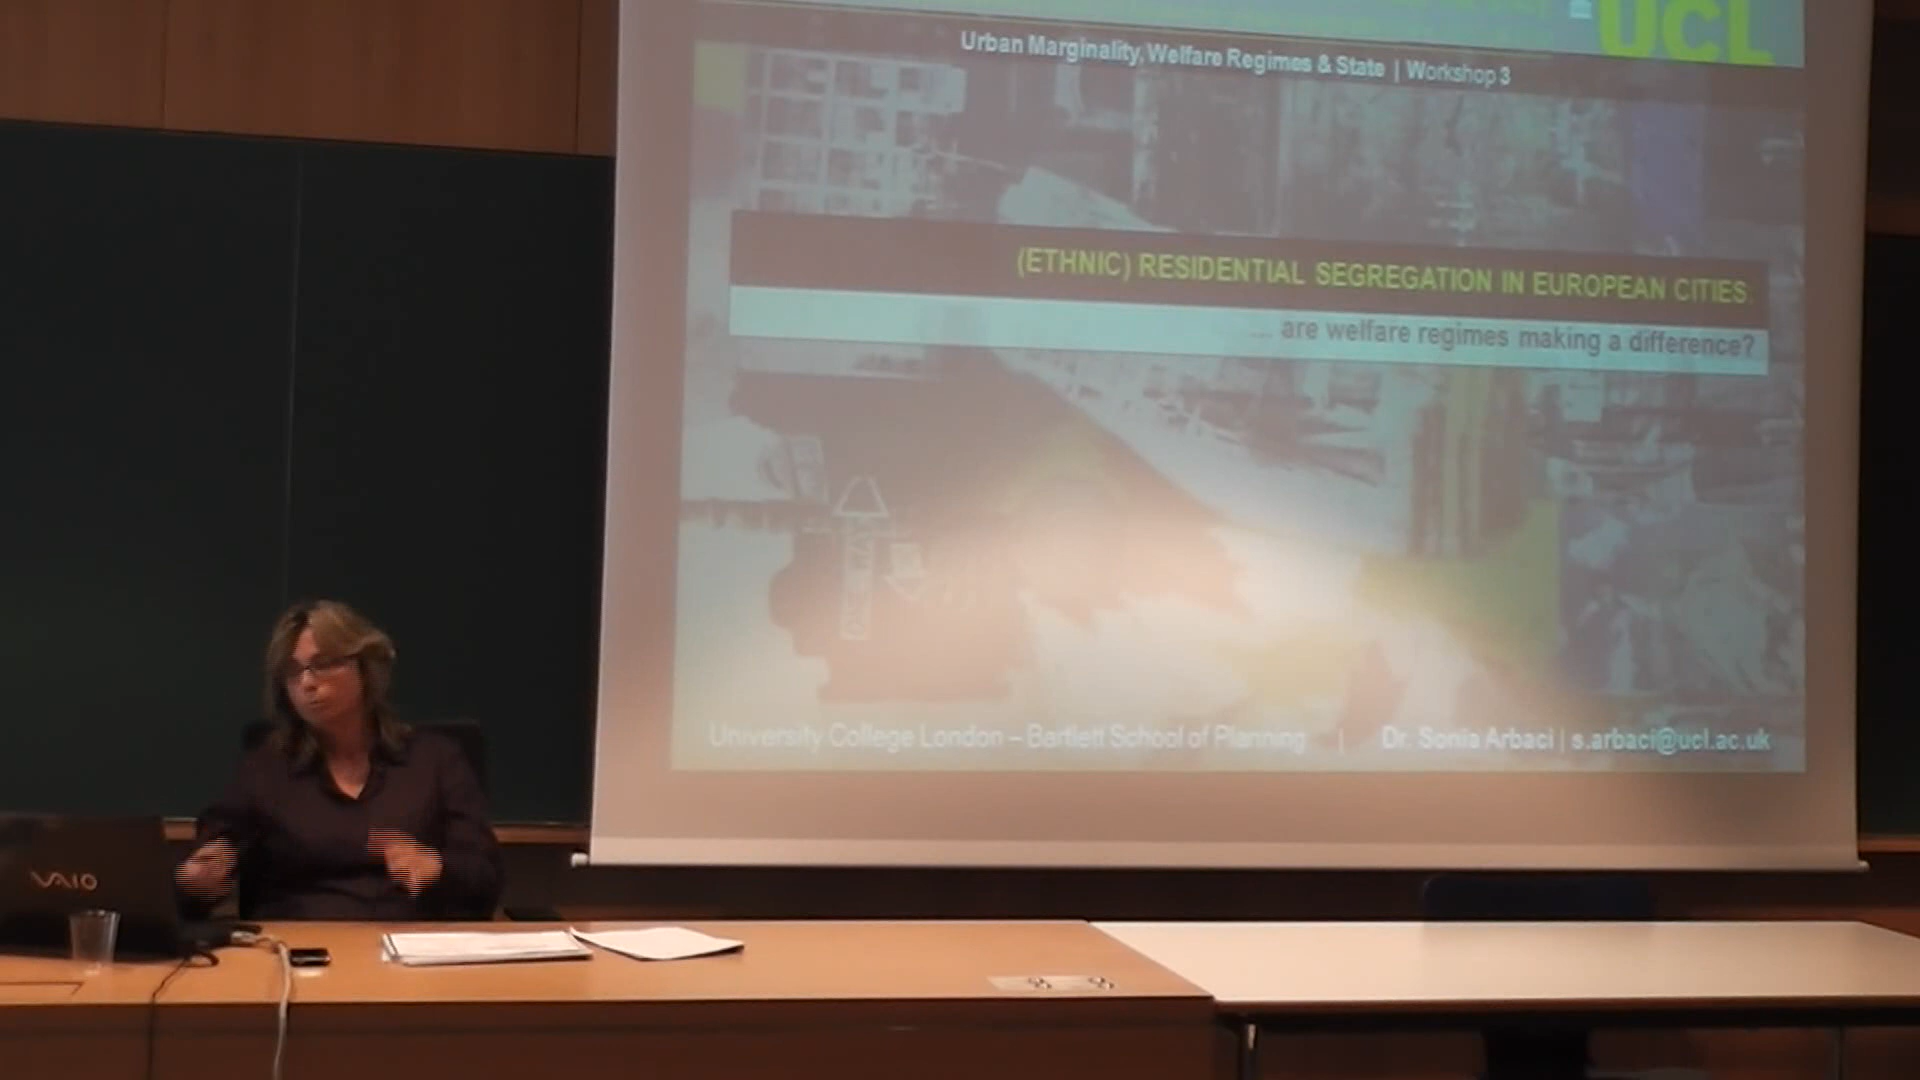 UCL
Urban Marginality, Welfare Regimes & State | Workshop 3
(ETHNIC) RESIDENTIAL SEGREGATION IN EUROPEAN CITIES:
... are welfare regimes making a difference?
University College London – Bartlett School of Planning | Dr. Sonia Arbaci | s.arbaci@ucl.ac.uk
VAIO